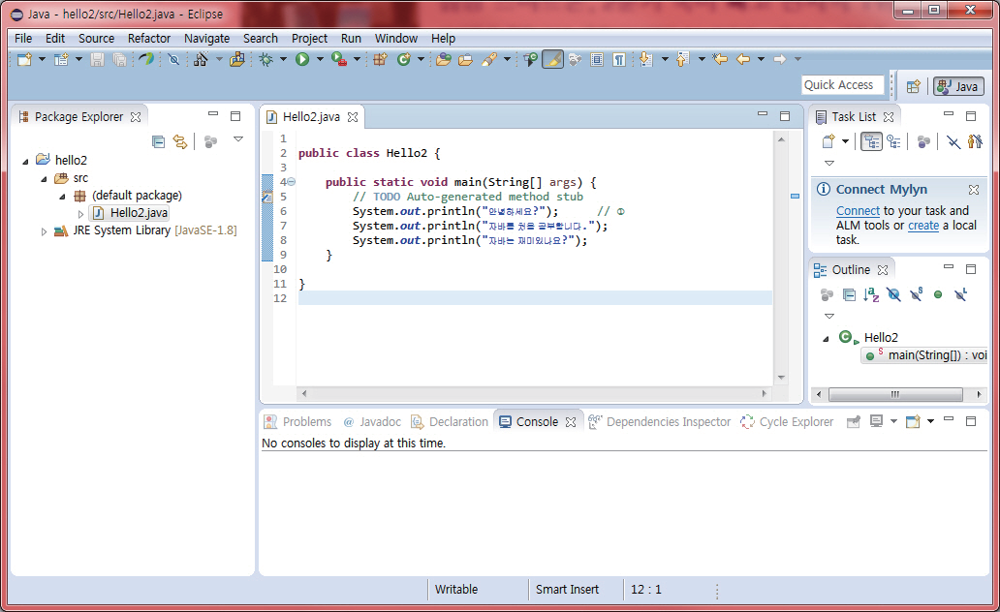 Java - hello2/src/Hello2.java - Eclipse
File Edit Source Refactor Navigate Search Project Run Window Help
Quick Access
Java
Package Explorer
hello2
src
(default package)
Hello2.java
JRE System Library [JavaSE-1.8]
Hello2.java
1
2 public class Hello2 {
3
4 public static void main(String[] args) {
5 // TODO Auto-generated method stub
6 System.out.println("안녕하세요?"); // ①
7 System.out.println("자바를 처음 공부합니다.");
8 System.out.println("자바는 재미있나요?");
9 }
10
11 }
12
Task List
Connect Mylyn
Connect to your task and
ALM tools or create a local
task.
Outline
Hello2
main(String[]) : voi
Problems @ Javadoc Declaration Console Dependencies Inspector Cycle Explorer
No consoles to display at this time.
Writable Smart Insert 12 : 1